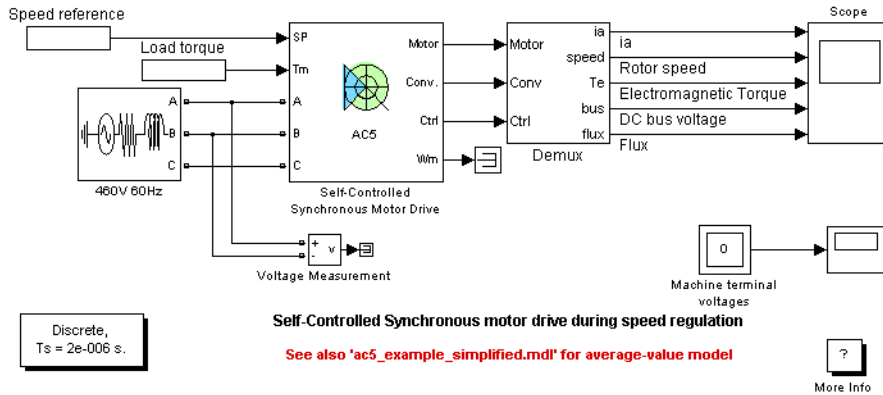 Speed reference
Scope
SP
Motor
Motor
ia
ia
Load torque
speed
Rotor speed
Tm
Conv.
Conv
Te
Electromagnetic Torque
A
A
bus
DC bus voltage
B
B
AC5
Ctrl
Ctrl
flux
Flux
C
C
Wm
Demux
460V 60Hz
Self-Controlled
Synchronous Motor Drive
+
-
v
Voltage Measurement
0
Machine terminal
voltages
Discrete,
Ts = 2e-006 s.
Self-Controlled Synchronous motor drive during speed regulation
See also 'ac5_example_simplified.mdl' for average-value model
?
More Info